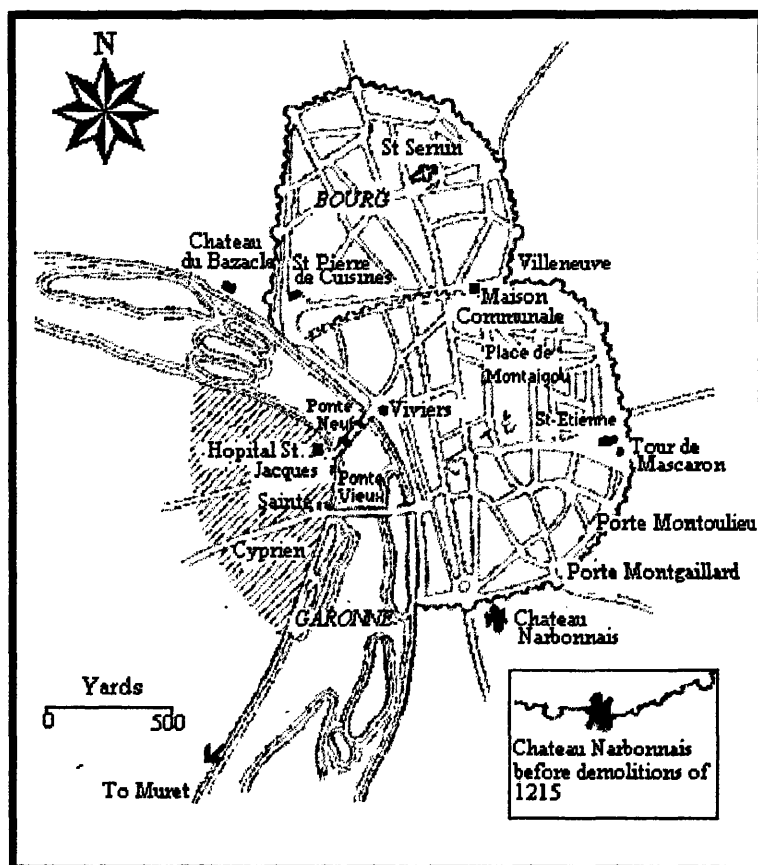 N
St Sernin
BOURG
Chateau
du Bazacle
St Pierre
de Cuisines
Villeneuve
Maison
Communale
Place de
Montaigou
Ponte
Neuf
Viviers
St-Etienne
Hopital St.
Jacques
Tour de
Mascaron
Ponte
Vieux
Sainte
Cyprien
Porte Montoulieu
Porte Montgaillard
GARONNE
Chateau
Narbonnais
Yards
0 500
To Muret
Chateau Narbonnais
before demolitions of
1215